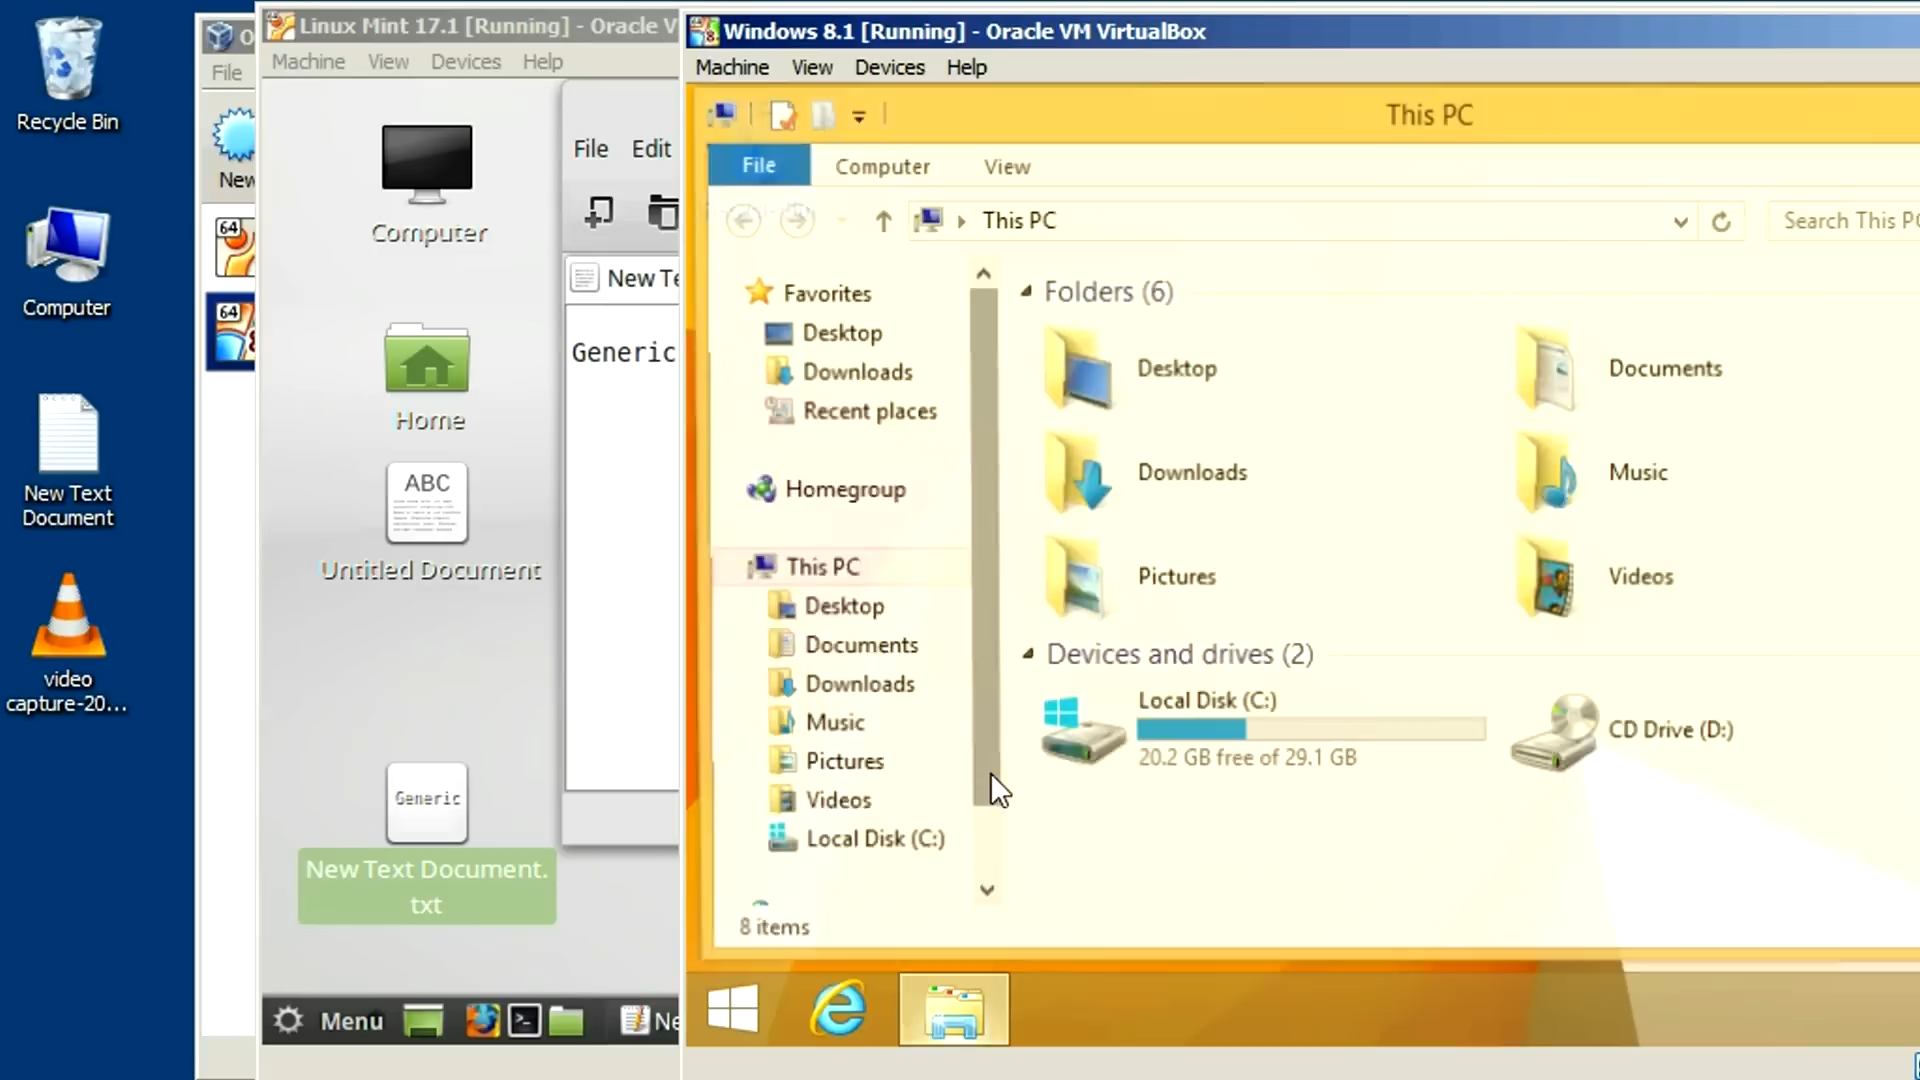 Recycle Bin
Computer
New Text
Document
video
capture-20...
O
File
New
64
64
Linux Mint 17.1 [Running] - Oracle V
Machine View Devices Help
Computer
Home
ABC
Untitled Document
Generic
New Text Document.
txt
File Edit
New Te
Generic
Menu
Ne
Windows 8.1 [Running] - Oracle VM VirtualBox
Machine View Devices Help
This PC
File Computer View
This PC
Search This PC
Favorites
Desktop
Downloads
Recent places
Homegroup
This PC
Desktop
Documents
Downloads
Music
Pictures
Videos
Local Disk (C:)
8 items
Folders (6)
Desktop
Documents
Downloads
Music
Pictures
Videos
Devices and drives (2)
Local Disk (C:)
20.2 GB free of 29.1 GB
CD Drive (D:)